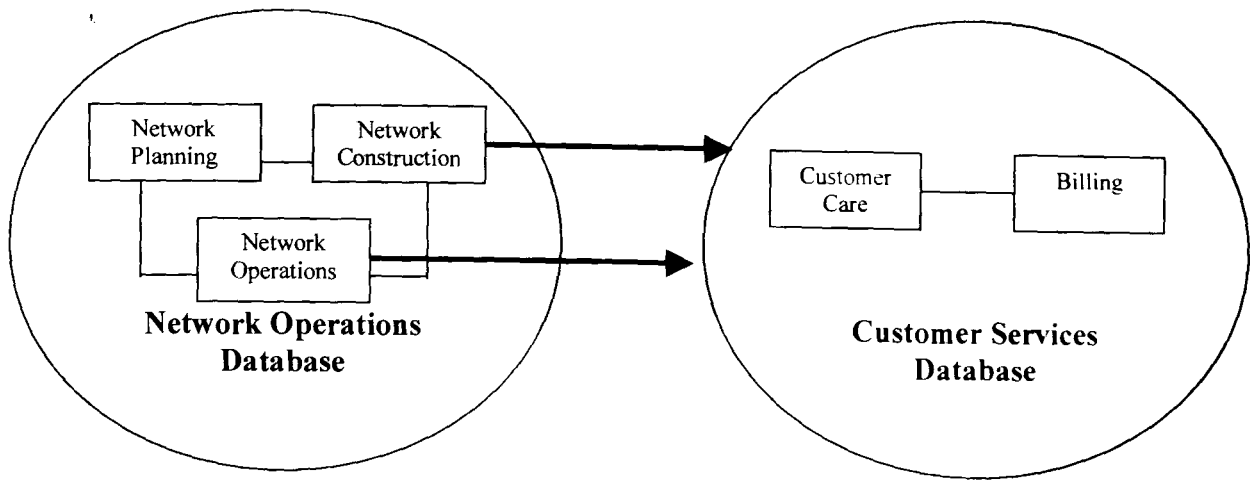 Network
Planning
Network
Construction
Network
Operations
Network Operations
Database
Customer
Care
Billing
Customer Services
Database